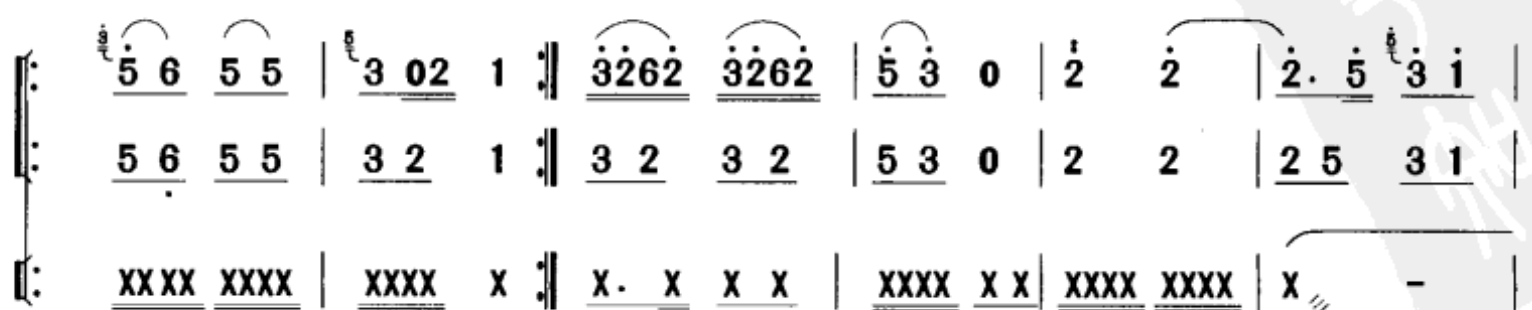 5 6 5 5 | 3 02 1 :‖ 3262 3262 | 5 3 0 | 2 2 | 2. 5 3 1 |
5 6 5 5 | 3 2 1 :‖ 3 2 3 2 | 5 3 0 | 2 2 | 2 5 3 1 |
XXXX XXXX | XXXX X :‖ X. X X X | XXXX X X | XXXX XXXX | X - |